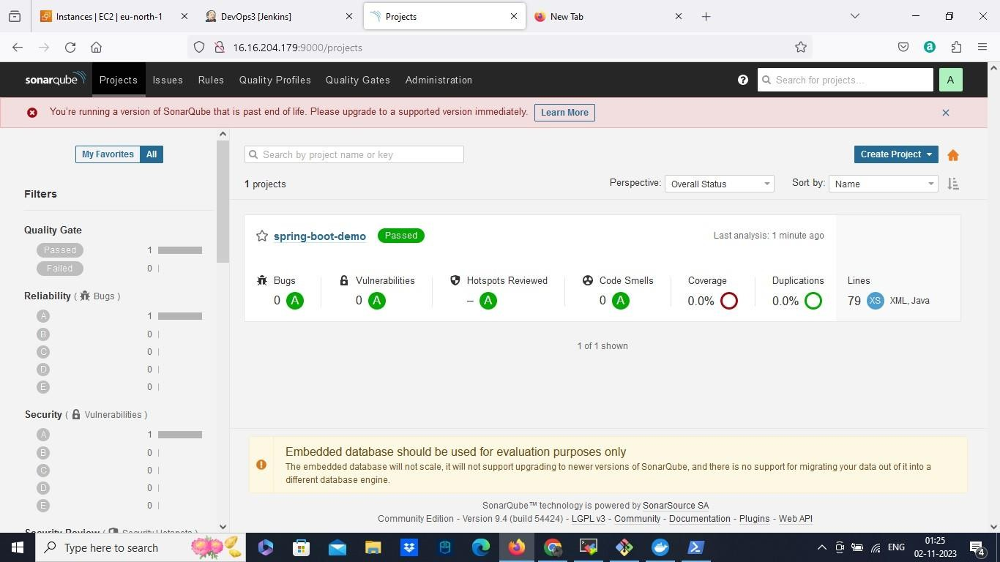 Instances | EC2 | eu-north-1
DevOps3 [Jenkins]
Projects
New Tab
16.16.204.179:9000/projects
sonarqube Projects Issues Rules Quality Profiles Quality Gates Administration
Search for projects...
A
You're running a version of SonarQube that is past end of life. Please upgrade to a supported version immediately. Learn More
My Favorites All
Search by project name or key
Create Project
1 projects
Perspective: Overall Status
Sort by: Name
Filters
Quality Gate
Passed 1
Failed 0
Reliability ( Bugs )
A 1
B 0
C 0
D 0
E 0
Security ( Vulnerabilities )
A 1
B 0
C 0
D 0
E 0
Security Review ( Security Hotspots )
spring-boot-demo Passed
Last analysis: 1 minute ago
Bugs Vulnerabilities Hotspots Reviewed Code Smells Coverage Duplications Lines
0 A 0 A – A 0 A 0.0% 0.0% 79 XS XML, Java
1 of 1 shown
Embedded database should be used for evaluation purposes only
The embedded database will not scale, it will not support upgrading to newer versions of SonarQube, and there is no support for migrating your data out of it into a
different database engine.
SonarQube™ technology is powered by SonarSource SA
Community Edition - Version 9.4 (build 54424) - LGPL v3 - Community - Documentation - Plugins - Web API
Type here to search
ENG
01:25
02-11-2023
4